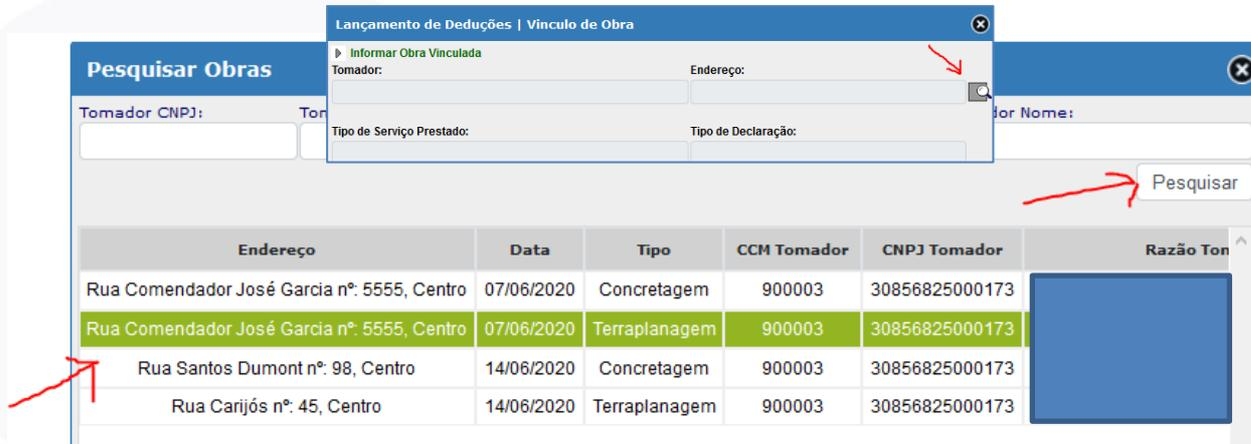 Lançamento de Deduções | Vinculo de Obra
Informar Obra Vinculada
Tomador: Endereço:
Tipo de Serviço Prestado: Tipo de Declaração:
Pesquisar Obras
Tomador CNPJ: Nome:
Pesquisar
Endereço Data Tipo CCM Tomador CNPJ Tomador Razão
Rua Comendador José Garcia nº: 5555, Centro 07/06/2020 Concretagem 900003 30856825000173
Rua Comendador José Garcia nº: 5555, Centro 07/06/2020 Terraplanagem 900003 30856825000173
Rua Santos Dumont nº: 98, Centro 14/06/2020 Concretagem 900003 30856825000173
Rua Carijós nº: 45, Centro 14/06/2020 Terraplanagem 900003 30856825000173